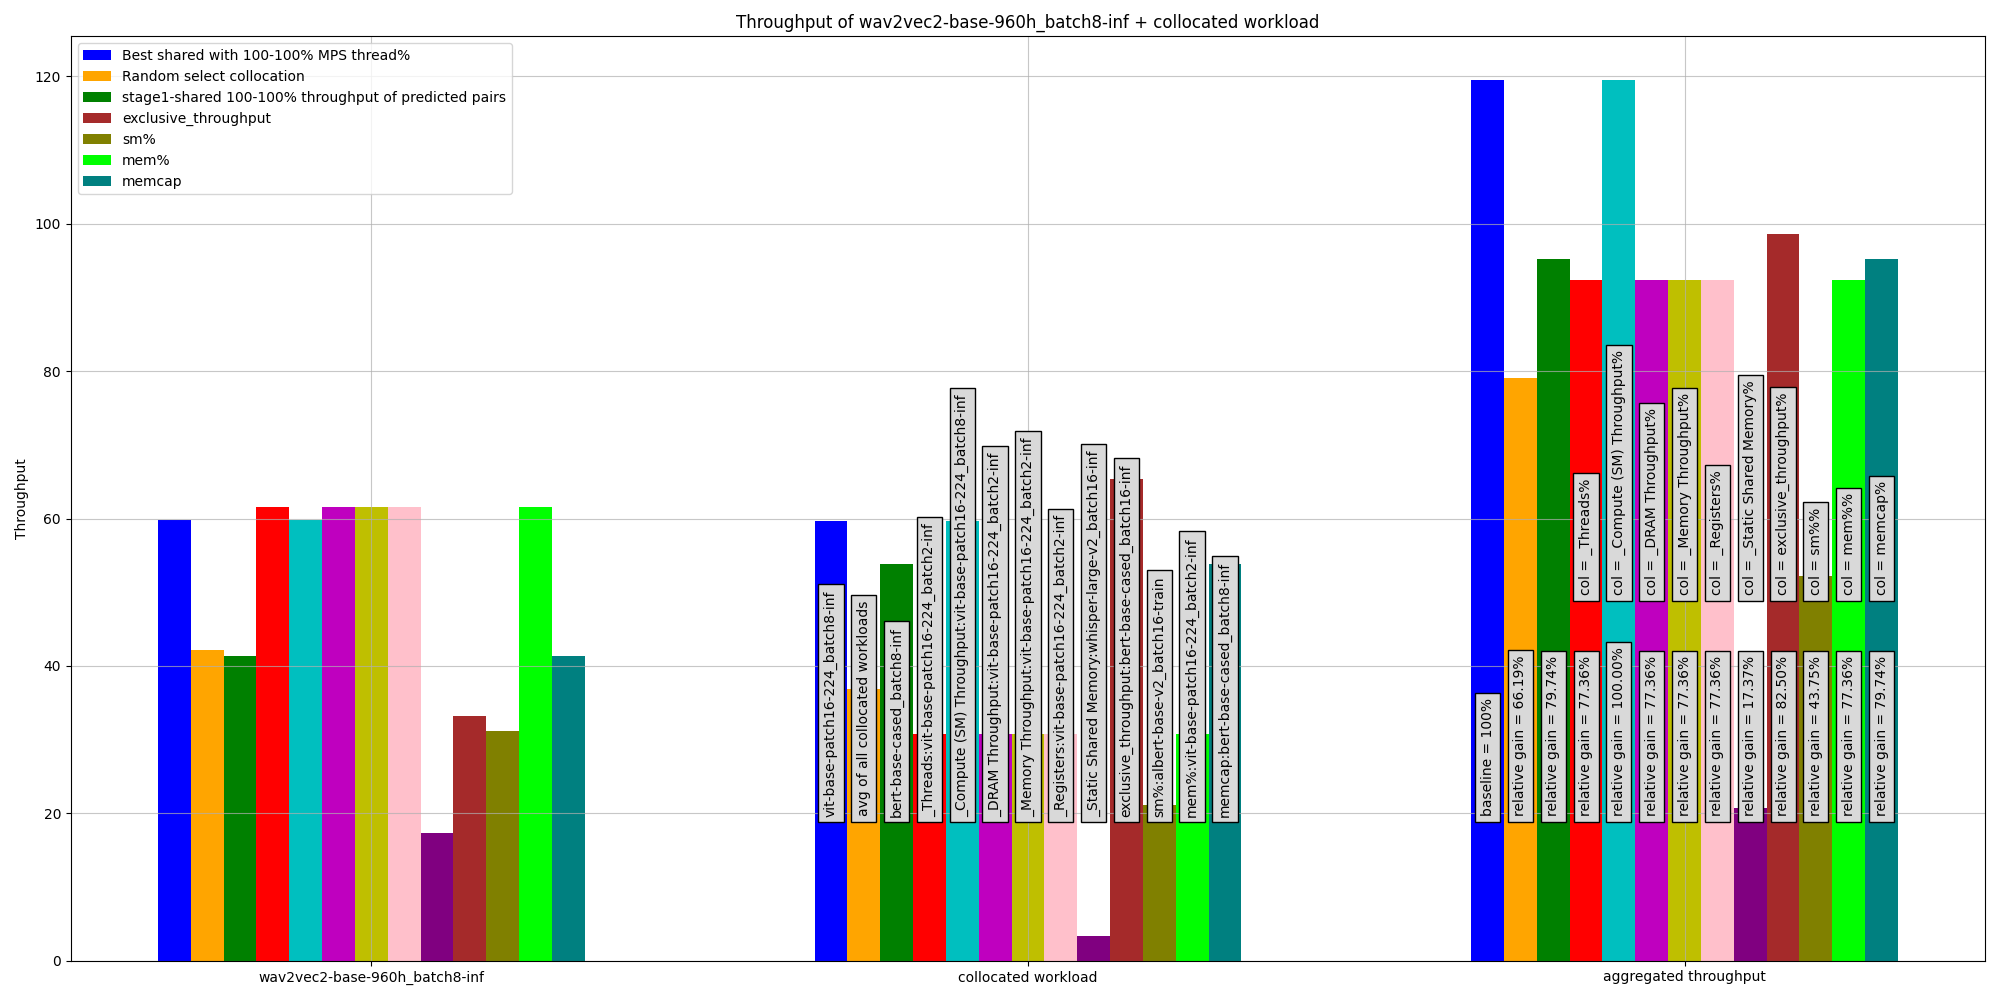 Throughput of wav2vec2-base-960h_batch8-inf + collocated workload
Best shared with 100-100% MPS thread%
Random select collocation
stage1-shared 100-100% throughput of predicted pairs
exclusive_throughput
sm%
mem%
memcap
Throughput
120
100
80
60
40
20
0
vit-base-patch16-224_batch8-inf
avg of all collocated workloads
bert-base-cased_batch8-inf
_Threads:vit-base-patch16-224_batch2-inf
_Compute (SM) Throughput:vit-base-patch16-224_batch8-inf
_DRAM Throughput:vit-base-patch16-224_batch2-inf
_Memory Throughput:vit-base-patch16-224_batch2-inf
_Registers:vit-base-patch16-224_batch2-inf
_Static Shared Memory:whisper-large-v2_batch16-inf
exclusive_throughput:bert-base-cased_batch16-inf
sm%:albert-base-v2_batch16-train
mem%:vit-base-patch16-224_batch2-inf
memcap:bert-base-cased_batch8-inf
col = _Threads%
col = _Compute (SM) Throughput%
col = _DRAM Throughput%
col = _Memory Throughput%
col = _Registers%
col = _Static Shared Memory%
col = exclusive_throughput%
col = sm%%
col = mem%%
col = memcap%
baseline = 100%
relative gain = 66.19%
relative gain = 79.74%
relative gain = 77.36%
relative gain = 100.00%
relative gain = 77.36%
relative gain = 77.36%
relative gain = 77.36%
relative gain = 17.37%
relative gain = 82.50%
relative gain = 43.75%
relative gain = 77.36%
relative gain = 79.74%
wav2vec2-base-960h_batch8-inf
collocated workload
aggregated throughput